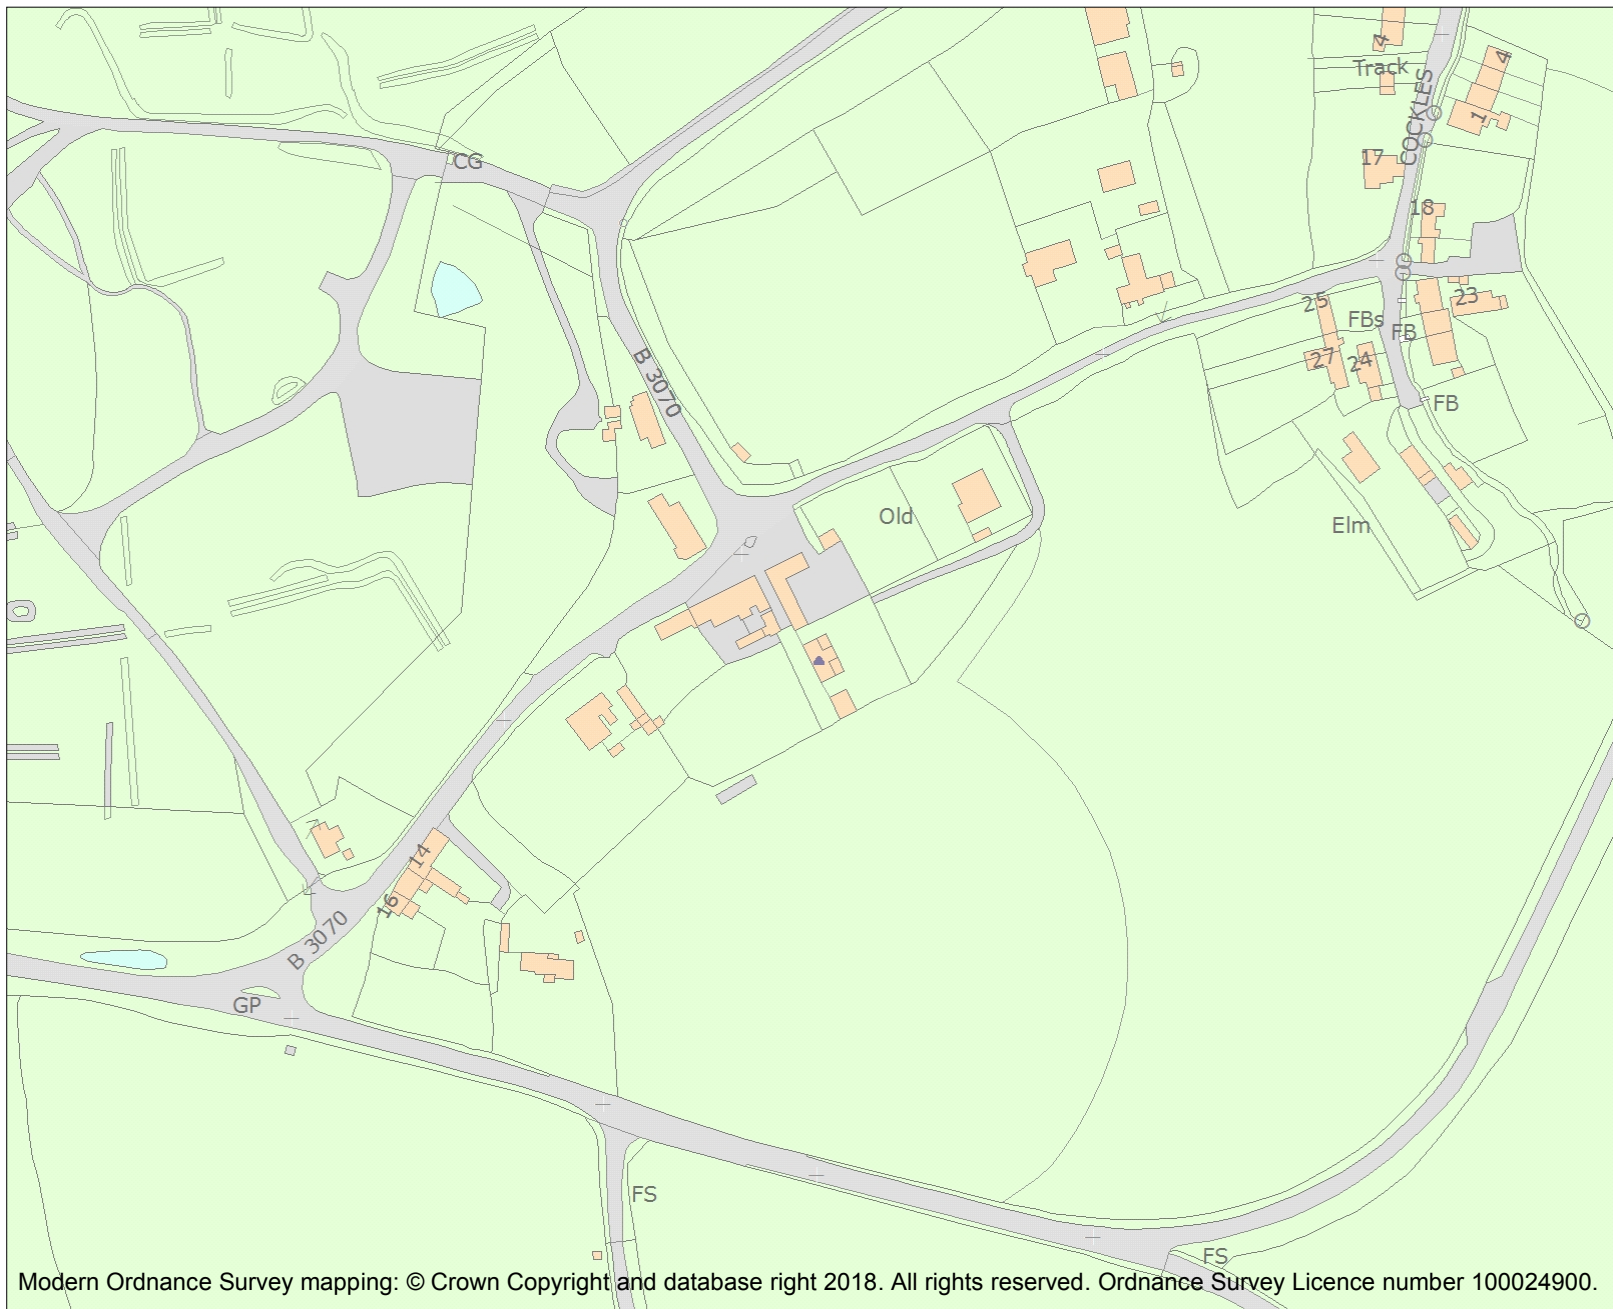 4
4
Track
COCKLES
1
CG
17
18
23
25
FBs
FB
27
24
B 3070
FB
Old
Elm
14
16
B 3070
GP
FS
FS
Modern Ordnance Survey mapping: © Crown Copyright and database right 2018. All rights reserved. Ordnance Survey Licence number 100024900.